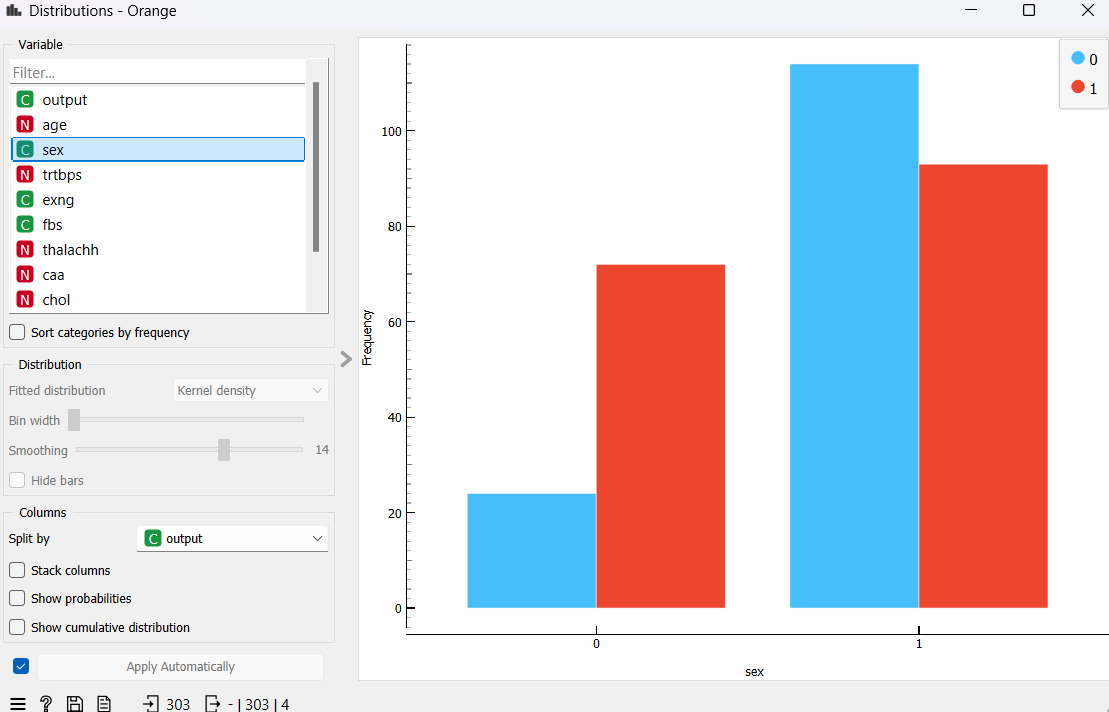 Distributions - Orange
Variable
Filter...
C output
N age
C sex
N trtbps
C exng
C fbs
N thalachh
N caa
N chol
Sort categories by frequency
Distribution
Fitted distribution Kernel density
Bin width
Smoothing 14
Hide bars
Columns
Split by C output
Stack columns
Show probabilities
Show cumulative distribution
Apply Automatically
? 303 - | 303 | 4
0
1
100
80
60
40
20
0
Frequency
0 1
sex